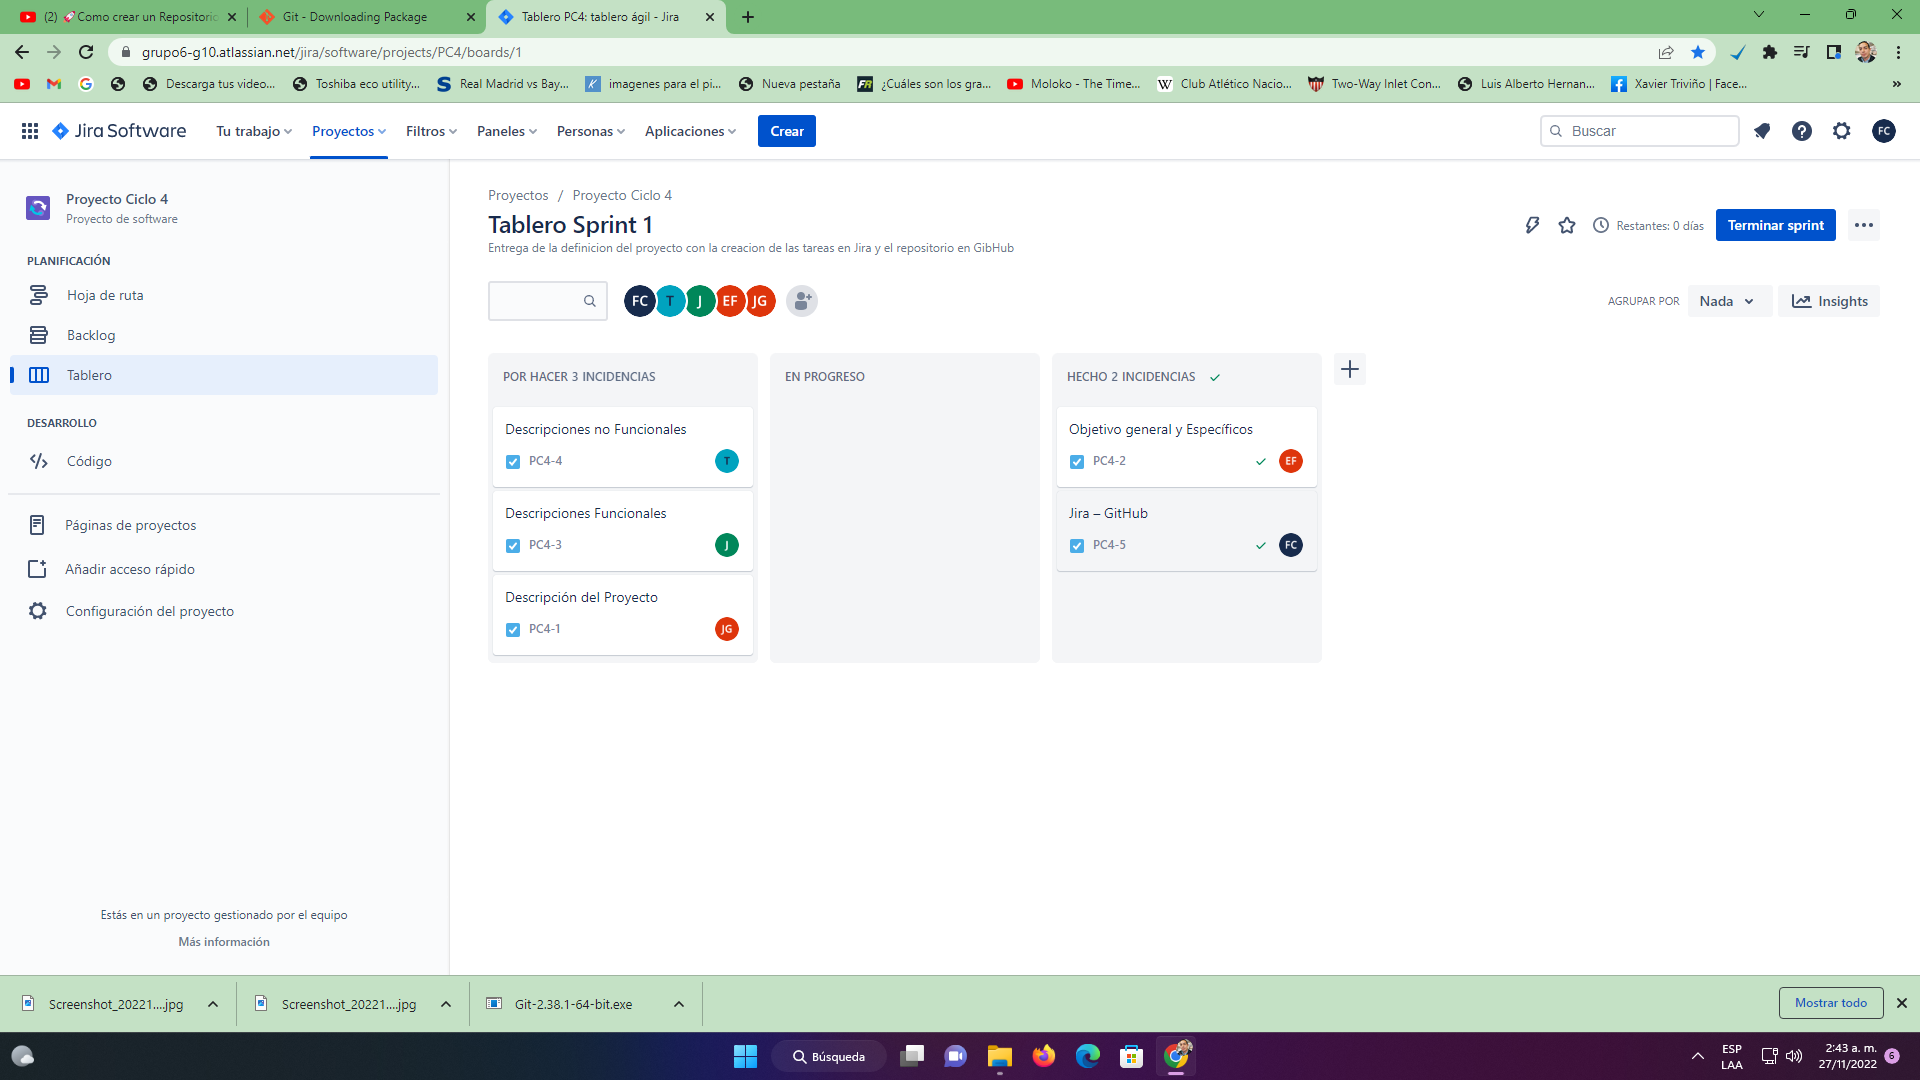 (2) 🚀Como crear un Repositorio
Git - Downloading Package
Tablero PC4: tablero ágil - Jira
grupo6-g10.atlassian.net/jira/software/projects/PC4/boards/1
Descarga tus video...
Toshiba eco utility...
Real Madrid vs Bay...
imagenes para el pi...
Nueva pestaña
¿Cuáles son los gra...
Moloko - The Time...
Club Atlético Nacio...
Two-Way Inlet Con...
Luis Alberto Hernan...
Xavier Triviño | Face...
»
Jira Software
Tu trabajo
Proyectos
Filtros
Paneles
Personas
Aplicaciones
Crear
Buscar
FC
Proyecto Ciclo 4
Proyecto de software
PLANIFICACIÓN
Hoja de ruta
Backlog
Tablero
DESARROLLO
Código
Páginas de proyectos
Añadir acceso rápido
Configuración del proyecto
Estás en un proyecto gestionado por el equipo
Más información
Proyectos / Proyecto Ciclo 4
Tablero Sprint 1
Entrega de la definicion del proyecto con la creacion de las tareas en Jira y el repositorio en GibHub
Restantes: 0 días
Terminar sprint
FC T J EF JG
AGRUPAR POR
Nada
Insights
POR HACER 3 INCIDENCIAS
Descripciones no Funcionales
PC4-4
T
Descripciones Funcionales
PC4-3
J
Descripción del Proyecto
PC4-1
JG
EN PROGRESO
HECHO 2 INCIDENCIAS
Objetivo general y Específicos
PC4-2
EF
Jira – GitHub
PC4-5
FC
Screenshot_20221....jpg
Screenshot_20221....jpg
Git-2.38.1-64-bit.exe
Mostrar todo
Búsqueda
ESP
LAA
2:43 a. m.
27/11/2022
6